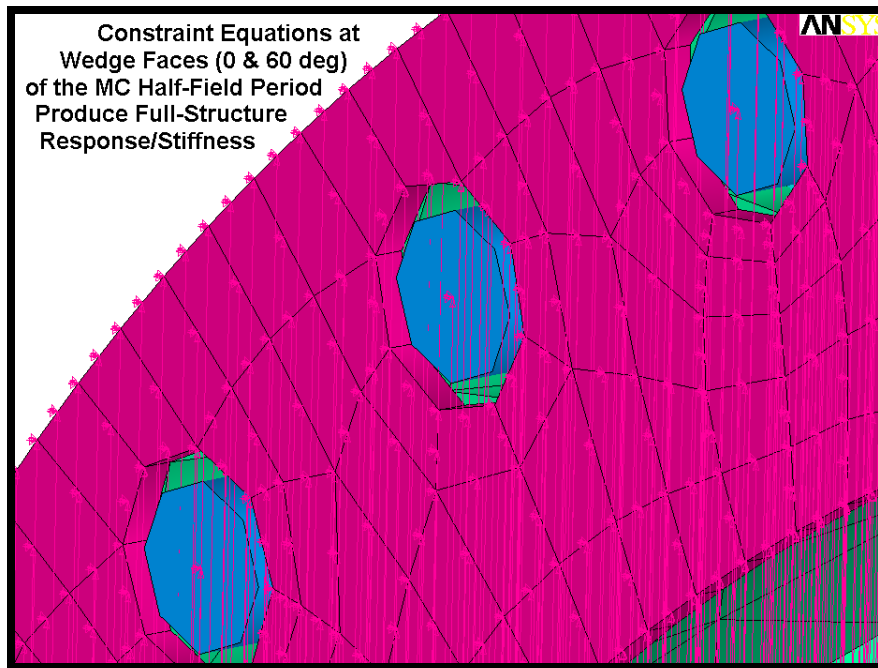 Constraint Equations at
Wedge Faces (0 & 60 deg)
of the MC Half-Field Period
Produce Full-Structure
Response/Stiffness
ANSYS